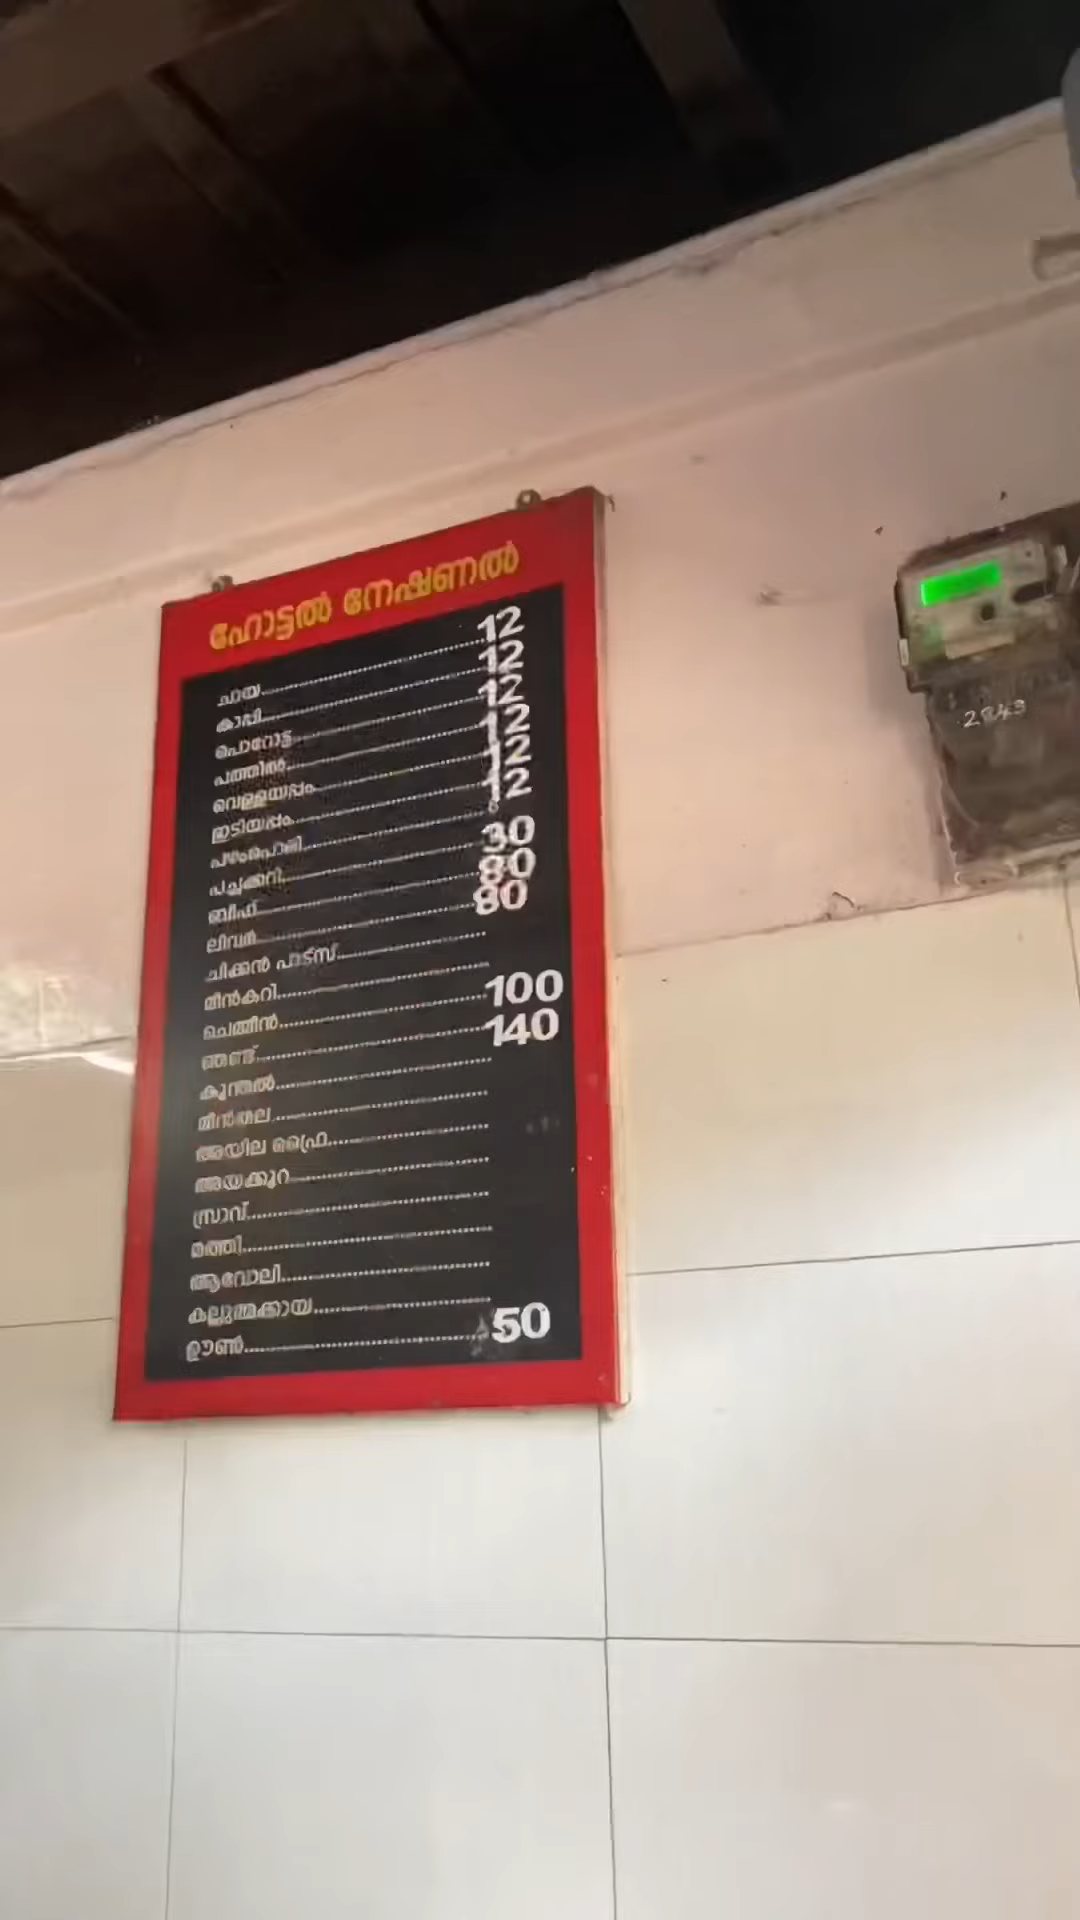 ഹോട്ടൽ നേഷണൽ
ചായ 12
കാപ്പി 12
പൊറോട്ട 12
പത്തിൽ 12
വെള്ളയപ്പം 12
ഇടിയപ്പം 12
പഴംപൊരി
പച്ചക്കറി 30
ബീഫ് 80
ലിവർ 80
ചിക്കൻ പാട്സ്
മീൻകറി
ചെമ്മീൻ 100
ഞണ്ട് 140
കൂന്തൽ
മീൻതല
അയില ഫ്രൈ
അയക്കൂറ
സ്രാവ്
മത്തി
ആവോലി
കല്ലുമ്മക്കായ
ഊൺ 50
2843